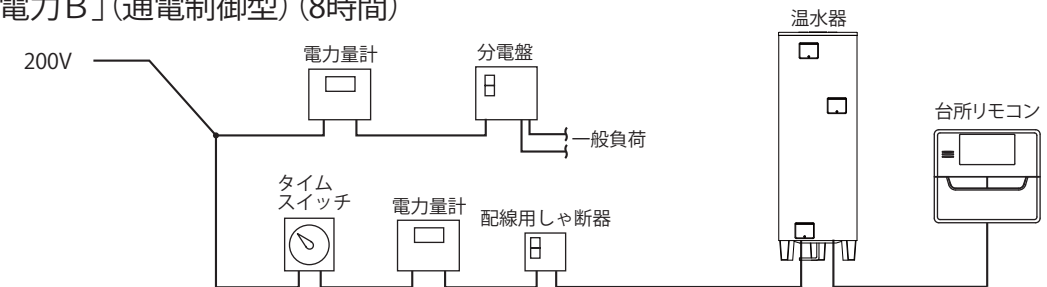 電力B］(通電制御型)(8時間)
温水器
電力量計
分電盤
200V
台所リモコン
一般負荷
タイム
スイッチ
電力量計
配線用しゃ断器